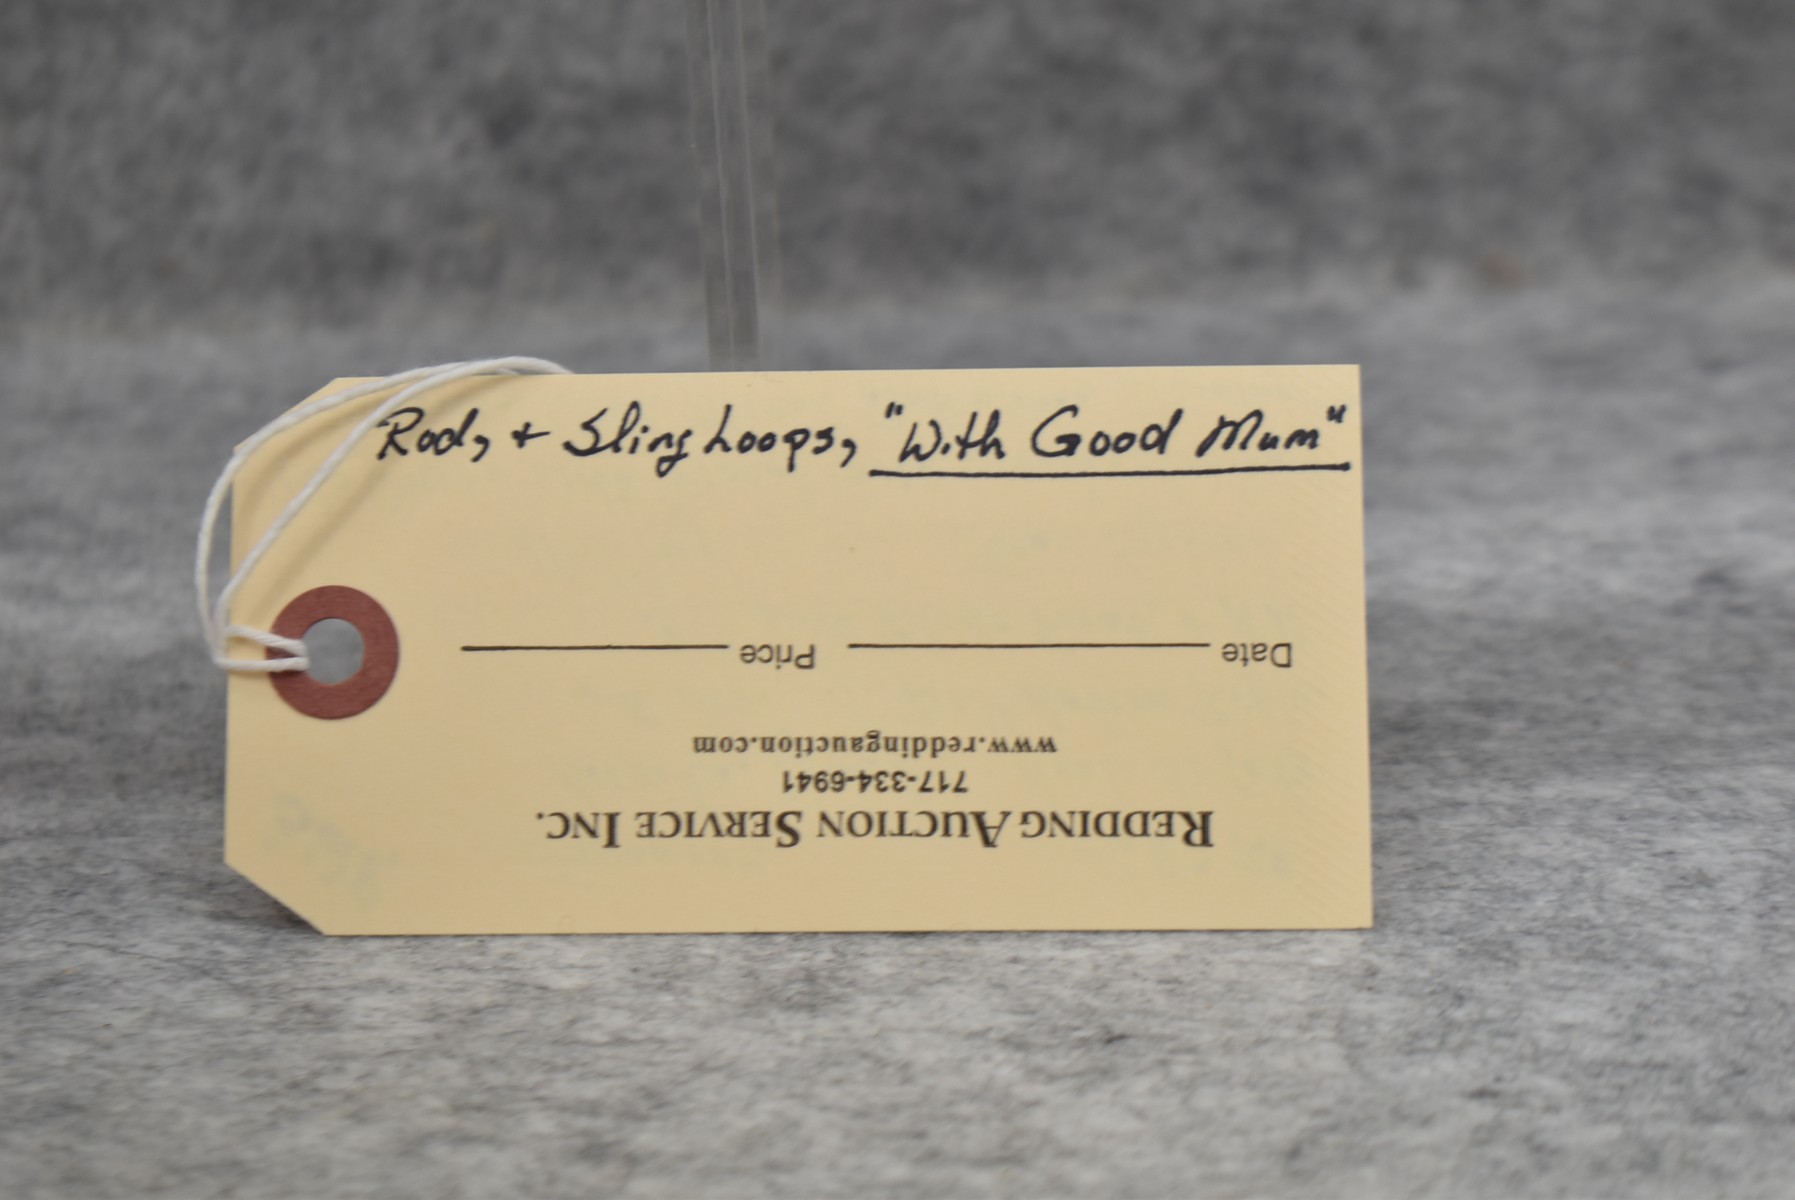 Rod, + Sling Loops, "With Good Mum"
REDDING AUCTION SERVICE INC.
717-334-6941
www.reddingauction.com
Date Price